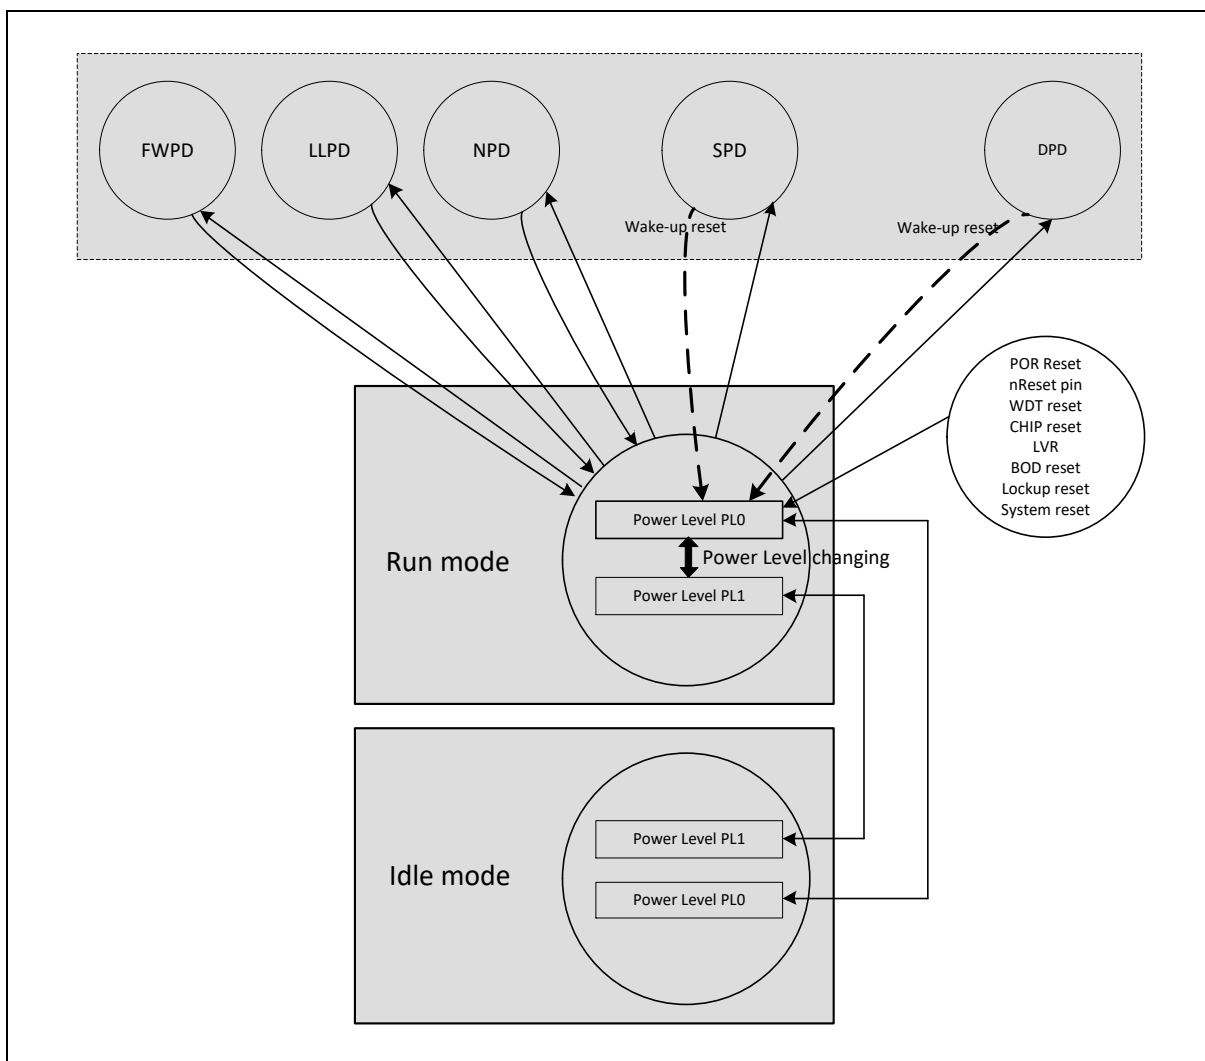 FWPD
LLPD
NPD
SPD
DPD
Wake-up reset
Wake-up reset
POR Reset
nReset pin
WDT reset
CHIP reset
LVR
BOD reset
Lockup reset
System reset
Run mode
Power Level PL0
Power Level changing
Power Level PL1
Idle mode
Power Level PL1
Power Level PL0